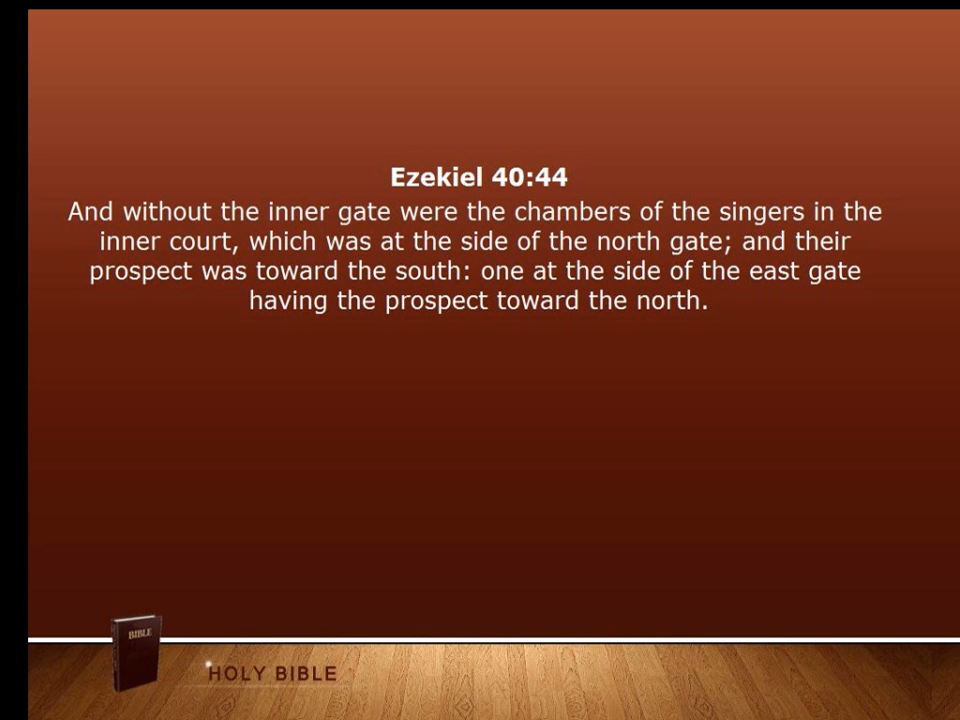 Ezekiel 40:44
And without the inner gate were the chambers of the singers in the
inner court, which was at the side of the north gate; and their
prospect was toward the south: one at the side of the east gate
having the prospect toward the north.
BIBLE
HOLY BIBLE